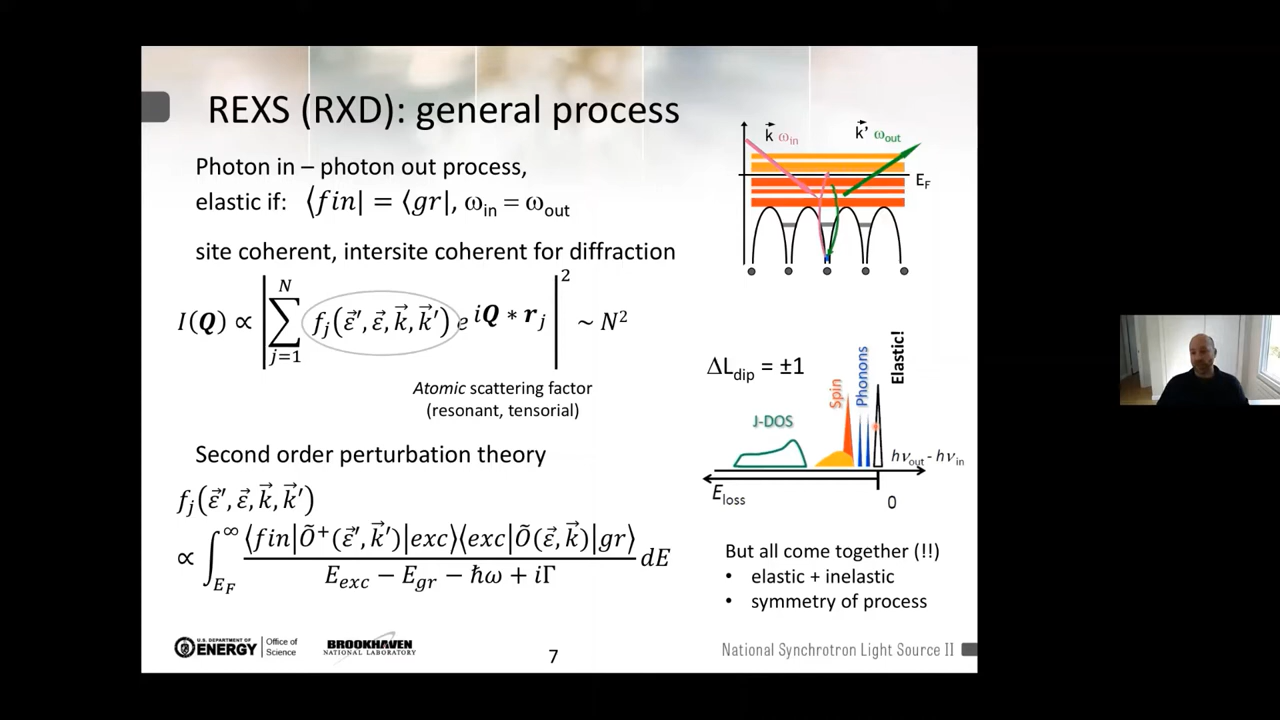 REXS (RXD): general process
Photon in – photon out process,
elastic if: ⟨fin| = ⟨gr|, ω_in = ω_out
site coherent, intersite coherent for diffraction
I(Q) ∝ |∑_{j=1}^{N} f_j(ε⃗′, ε⃗, k⃗, k⃗′) e^{iQ * r_j}|² ~ N²
Atomic scattering factor
(resonant, tensorial)
Second order perturbation theory
f_j(ε⃗′, ε⃗, k⃗, k⃗′)
∝ ∫_{E_F}^{∞} ⟨fin|Õ⁺(ε⃗′, k⃗′)|exc⟩⟨exc|Õ(ε⃗, k⃗)|gr⟩ / E_exc − E_gr − ℏω + iΓ dE
k⃗ ω_in
k⃗' ω_out
E_F
ΔL_dip = ±1
J-DOS
Spin
Phonons
Elastic!
hν_out - hν_in
E_loss
0
But all come together (!!)
• elastic + inelastic
• symmetry of process
U.S. DEPARTMENT OF
ENERGY
Office of
Science
BROOKHAVEN
NATIONAL LABORATORY
7
National Synchrotron Light Source II